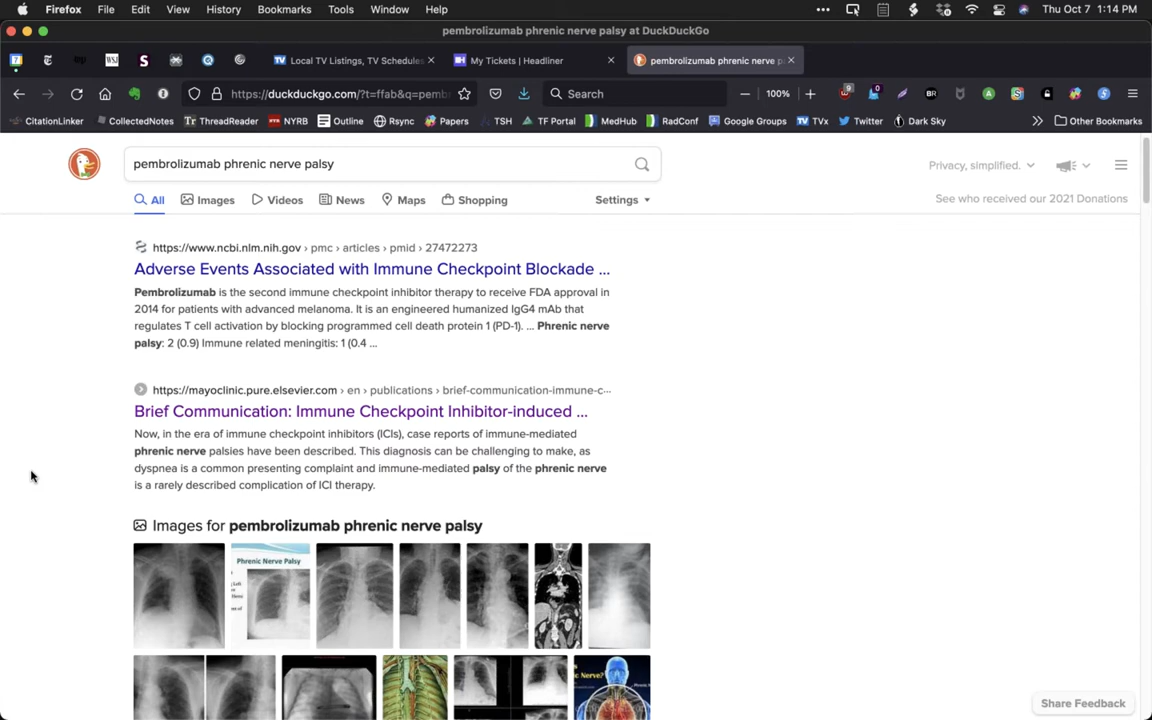 Firefox File Edit View History Bookmarks Tools Window Help Thu Oct 7 1:14 PM
pembrolizumab phrenic nerve palsy at DuckDuckGo
Local TV Listings, TV Schedules
My Tickets | Headliner
pembrolizumab phrenic nerve p
https://duckduckgo.com/?t=ffab&q=pemb
Search
100%
CitationLinker CollectedNotes ThreadReader NYRB Outline Rsync Papers TSH TF Portal MedHub RadConf Google Groups TVx Twitter Dark Sky Other Bookmarks
pembrolizumab phrenic nerve palsy
Privacy, simplified.
All Images Videos News Maps Shopping Settings
See who received our 2021 Donations
https://www.ncbi.nlm.nih.gov › pmc › articles › pmid › 27472273
Adverse Events Associated with Immune Checkpoint Blockade ...
Pembrolizumab is the second immune checkpoint inhibitor therapy to receive FDA approval in
2014 for patients with advanced melanoma. It is an engineered humanized IgG4 mAb that
regulates T cell activation by blocking programmed cell death protein 1 (PD-1). ... Phrenic nerve
palsy: 2 (0.9) Immune related meningitis: 1 (0.4 ...
https://mayoclinic.pure.elsevier.com › en › publications › brief-communication-immune-c...
Brief Communication: Immune Checkpoint Inhibitor-induced ...
Now, in the era of immune checkpoint inhibitors (ICIs), case reports of immune-mediated
phrenic nerve palsies have been described. This diagnosis can be challenging to make, as
dyspnea is a common presenting complaint and immune-mediated palsy of the phrenic nerve
is a rarely described complication of ICI therapy.
Images for pembrolizumab phrenic nerve palsy
Phrenic Nerve Palsy
Share Feedback